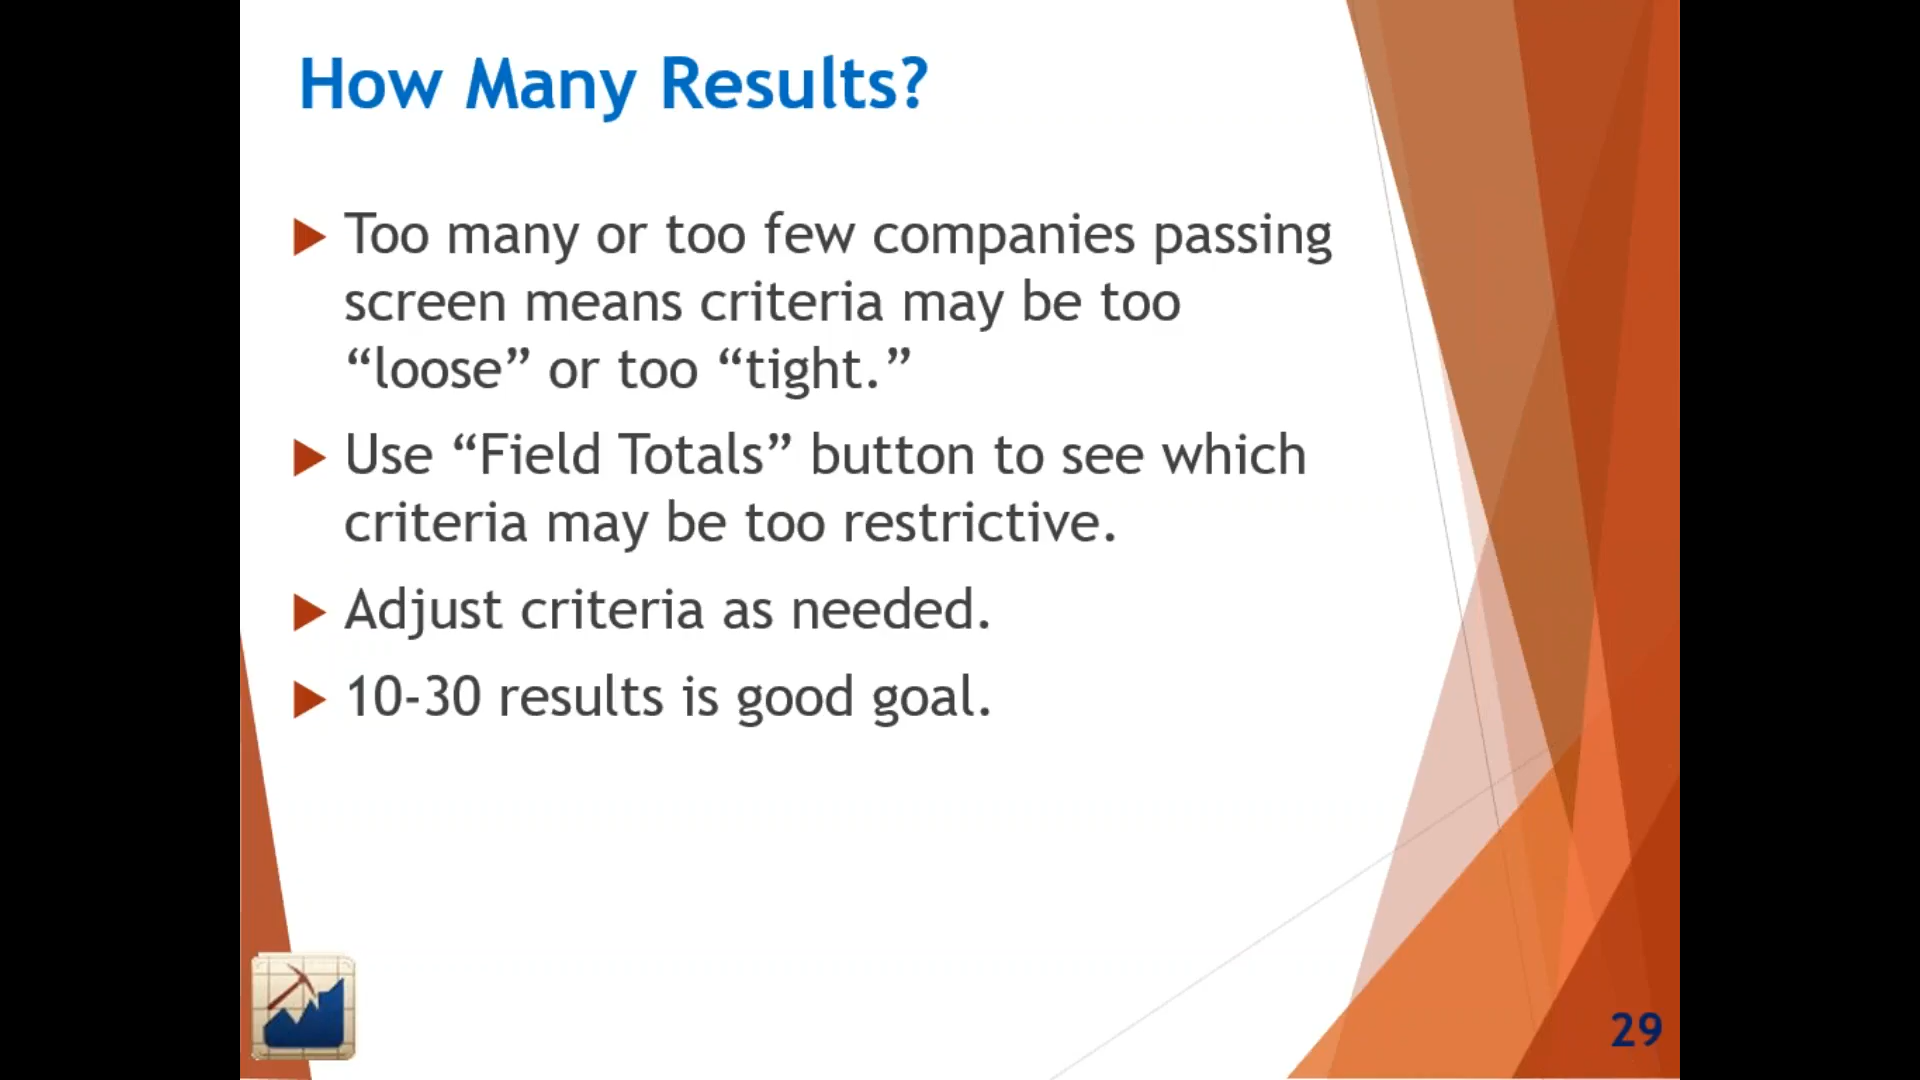 How Many Results?
Too many or too few companies passing
screen means criteria may be too
“loose” or too “tight.”
Use “Field Totals” button to see which
criteria may be too restrictive.
Adjust criteria as needed.
10-30 results is good goal.
29